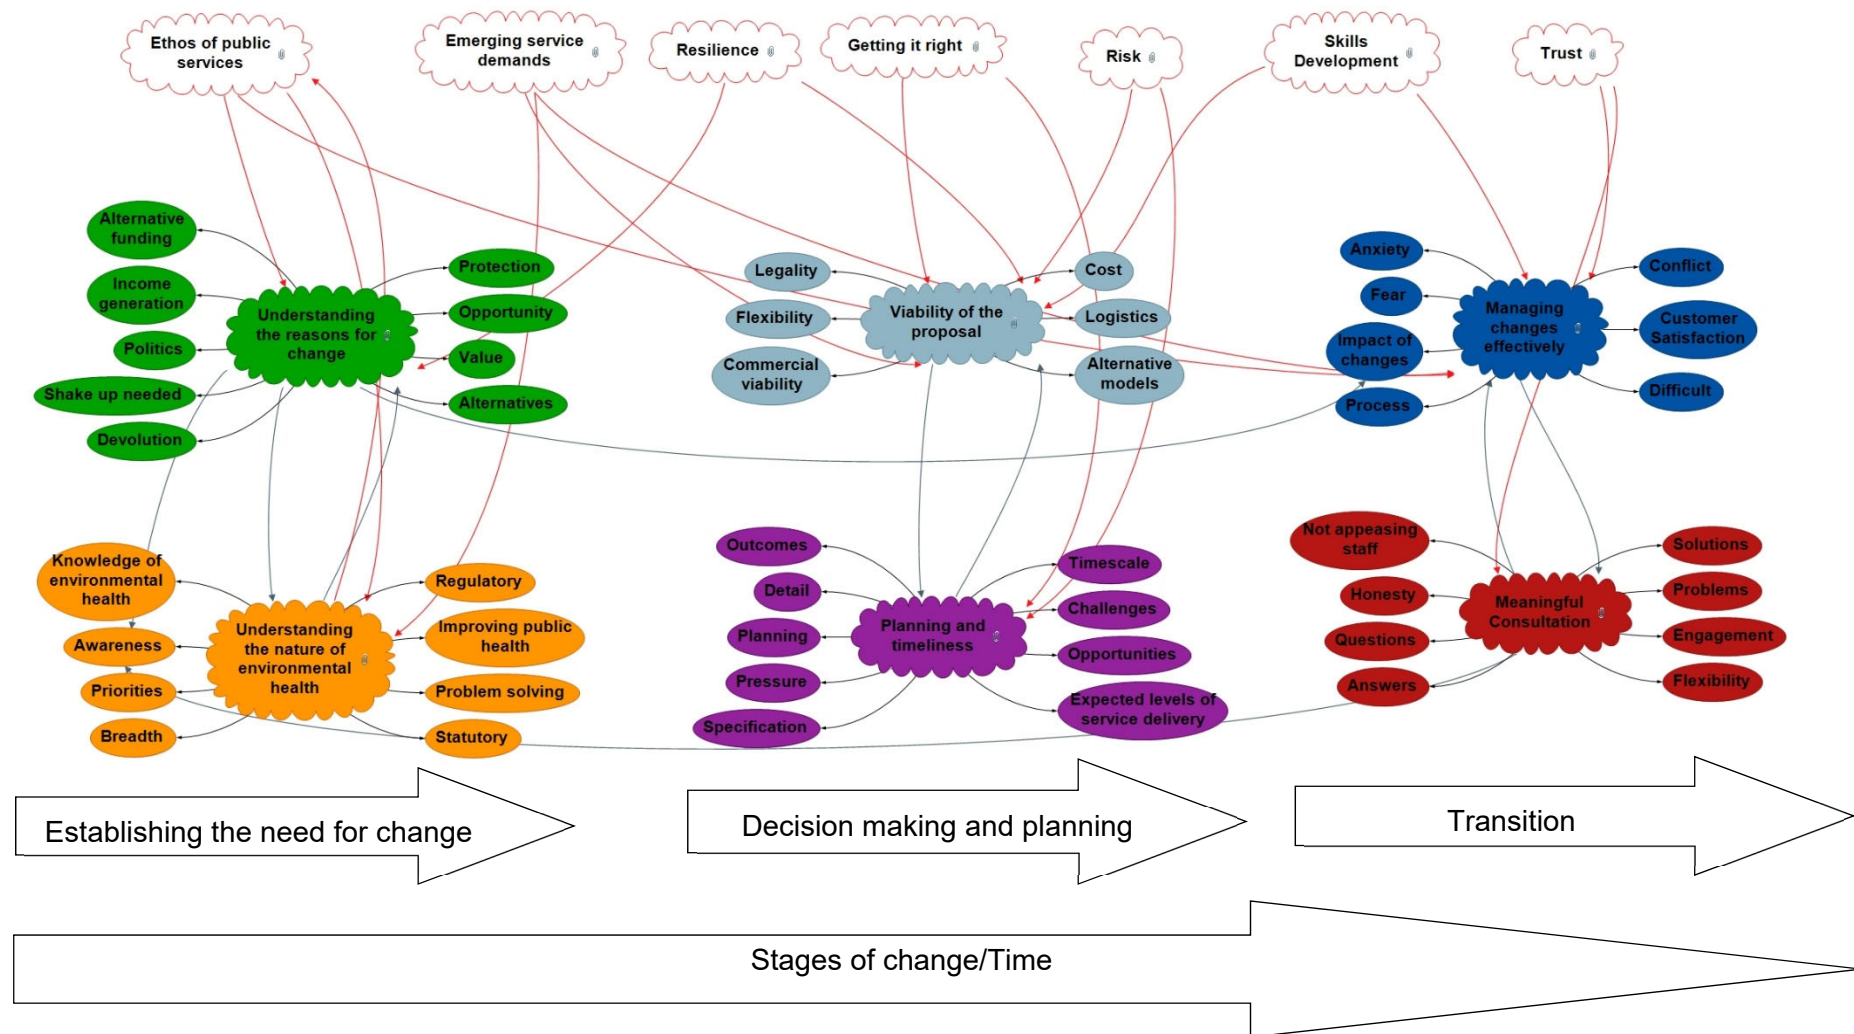 Ethos of public
services
Emerging service
demands
Resilience
Getting it right
Risk
Skills
Development
Trust
Alternative
funding
Income
generation
Politics
Shake up needed
Devolution
Understanding
the reasons for
change
Protection
Opportunity
Value
Alternatives
Legality
Flexibility
Commercial
viability
Viability of the
proposal
Cost
Logistics
Alternative
models
Anxiety
Fear
Impact of
changes
Process
Managing
changes
effectively
Conflict
Customer
Satisfaction
Difficult
Knowledge of
environmental
health
Awareness
Priorities
Breadth
Understanding
the nature of
environmental
health
Regulatory
Improving public
health
Problem solving
Statutory
Outcomes
Detail
Planning
Pressure
Specification
Planning and
timeliness
Timescale
Challenges
Opportunities
Expected levels of
service delivery
Not appeasing
staff
Honesty
Questions
Answers
Meaningful
Consultation
Solutions
Problems
Engagement
Flexibility
Establishing the need for change
Decision making and planning
Transition
Stages of change/Time